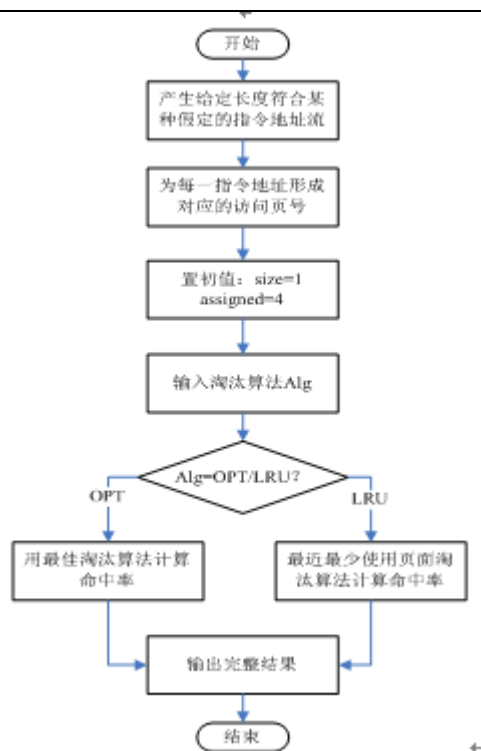 开始
产生给定长度符合某
种假定的指令地址流
为每一指令地址形成
对应的访问页号
置初值：size=1
assigned=4
输入淘汰算法Alg
Alg=OPT/LRU?
OPT
LRU
用最佳淘汰算法计算
命中率
最近最少使用页面淘
汰算法计算命中率
输出完整结果
结束